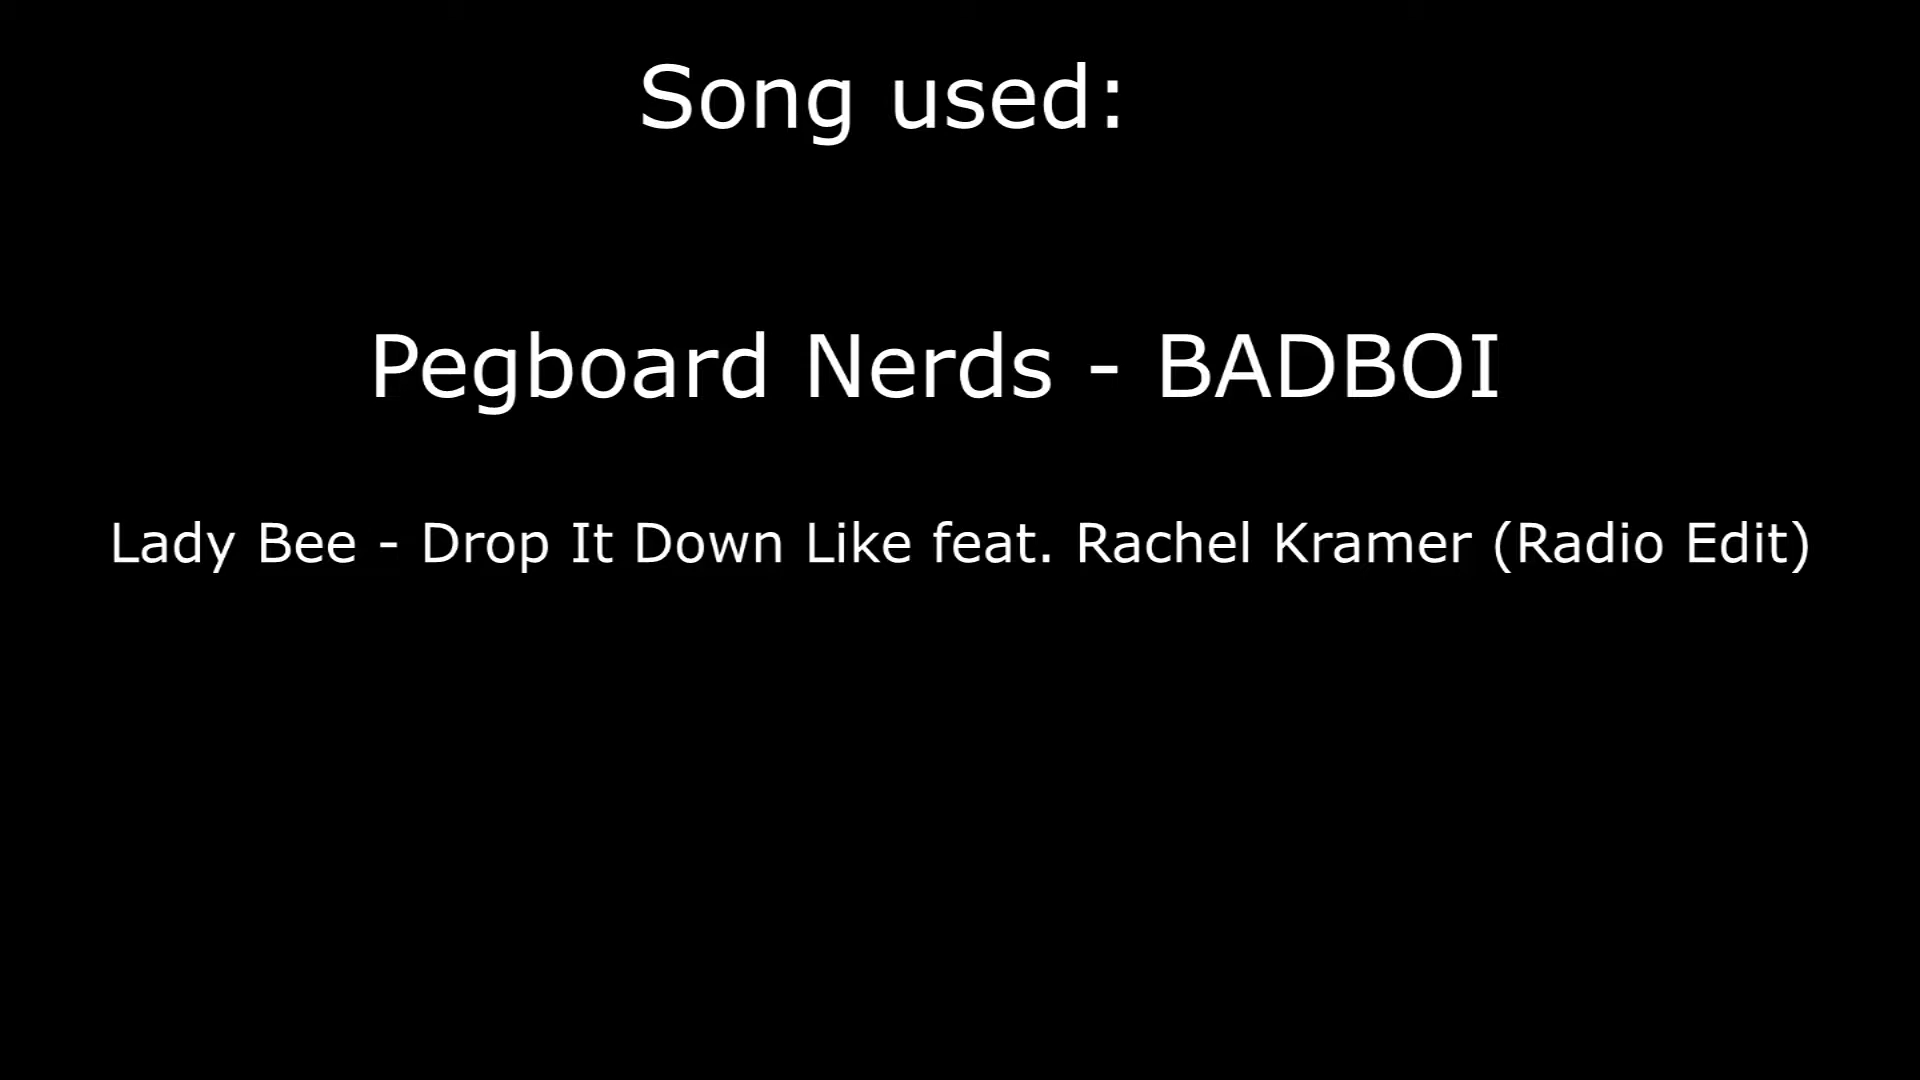 Song used:
Pegboard Nerds - BADBOI
Lady Bee - Drop It Down Like feat. Rachel Kramer (Radio Edit)